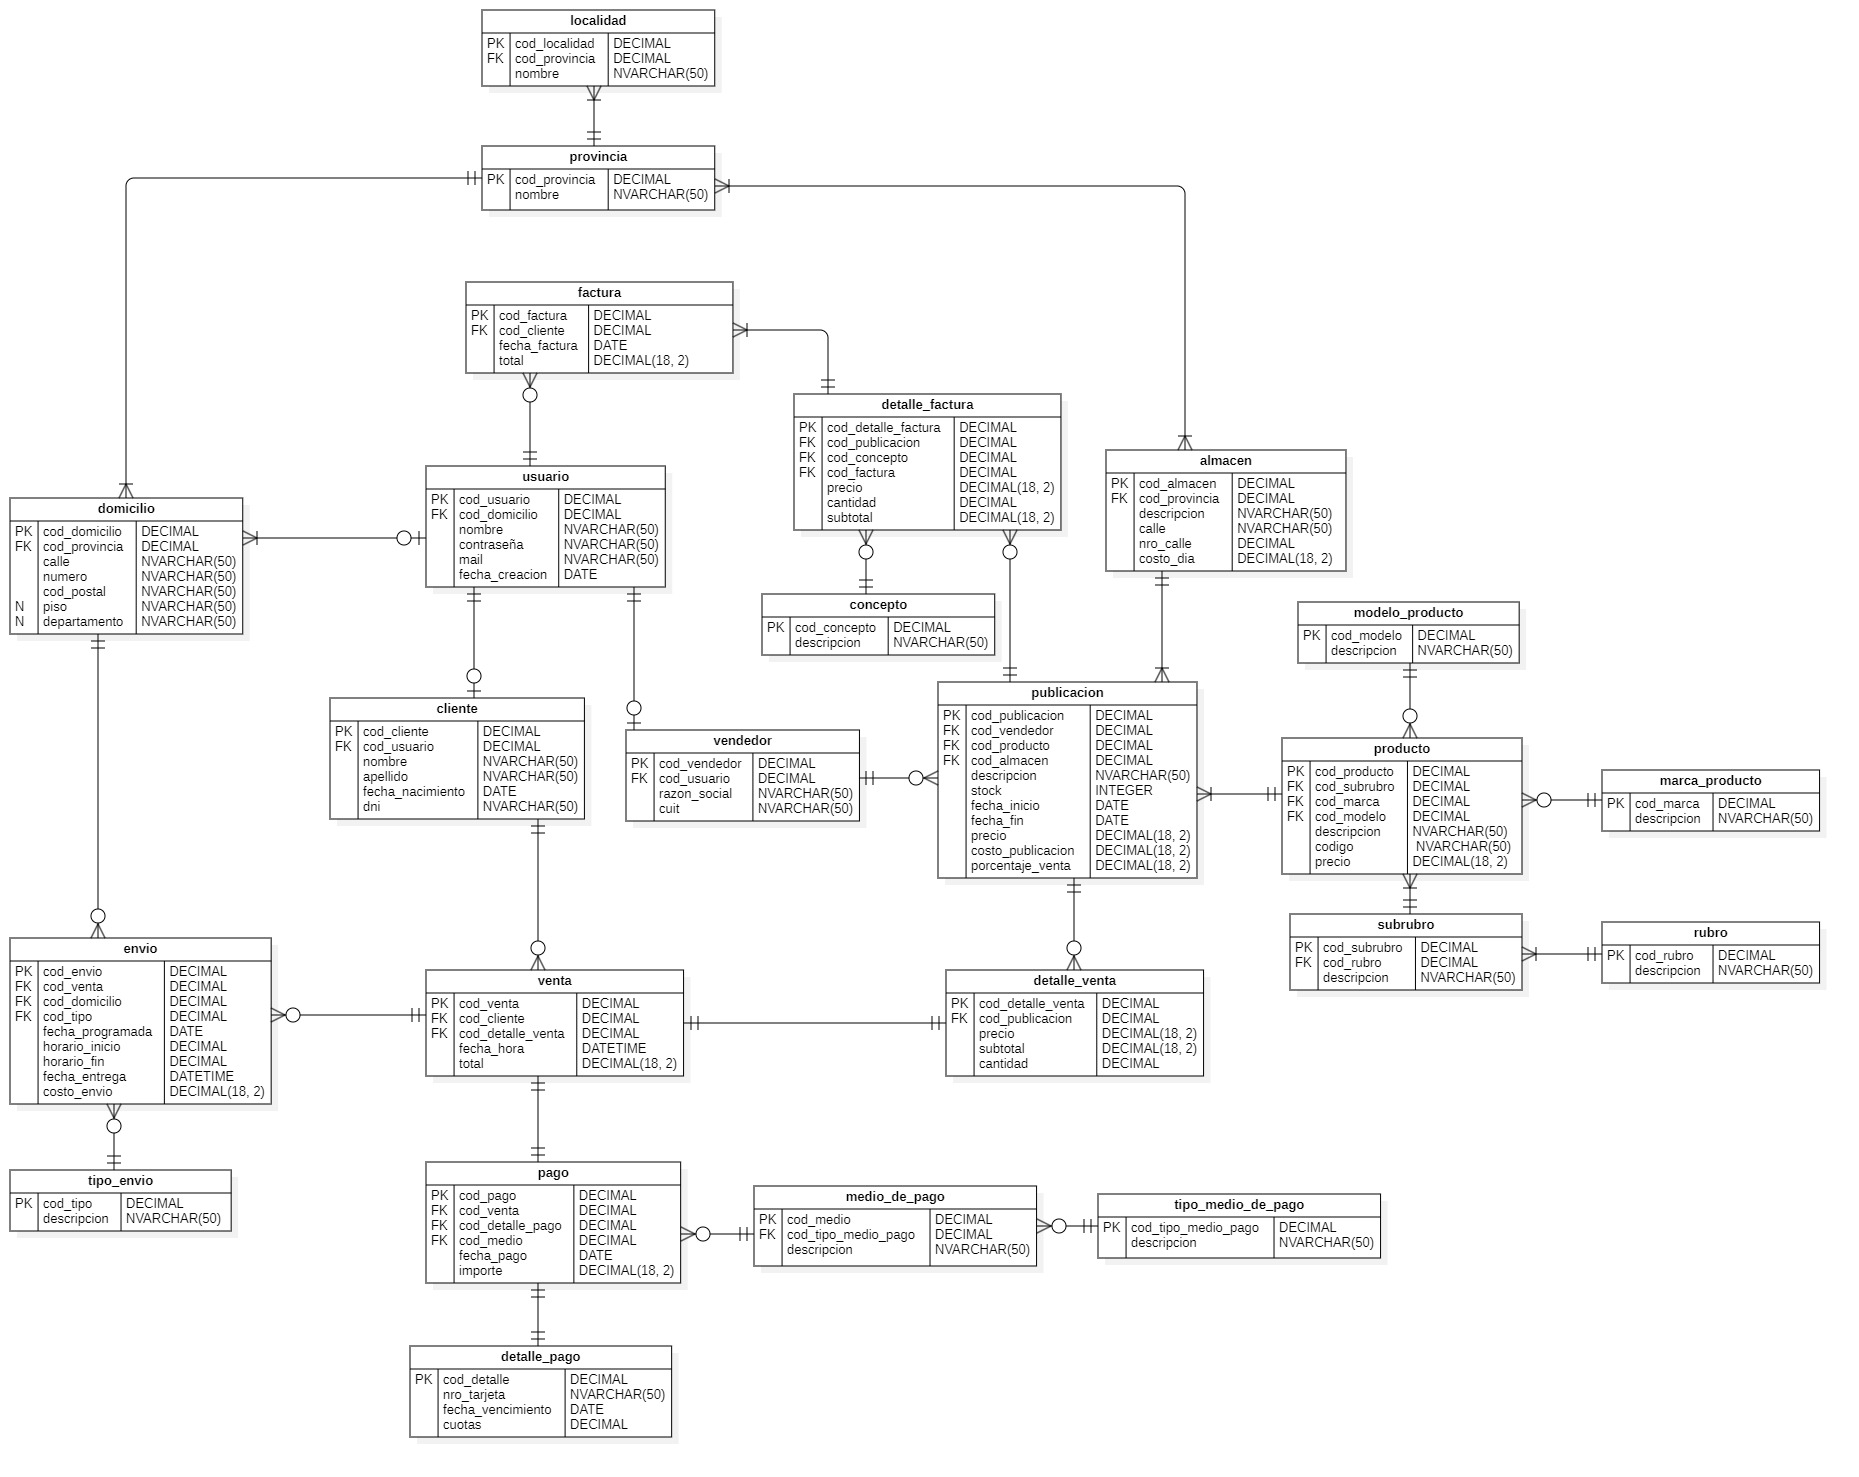 localidad
PK cod_localidad DECIMAL
FK cod_provincia DECIMAL
nombre NVARCHAR(50)
provincia
PK cod_provincia DECIMAL
nombre NVARCHAR(50)
factura
PK cod_factura DECIMAL
FK cod_cliente DECIMAL
fecha_factura DATE
total DECIMAL(18, 2)
detalle_factura
PK cod_detalle_factura DECIMAL
FK cod_publicacion DECIMAL
FK cod_concepto DECIMAL
FK cod_factura DECIMAL
precio DECIMAL(18, 2)
cantidad DECIMAL
subtotal DECIMAL(18, 2)
almacen
PK cod_almacen DECIMAL
FK cod_provincia DECIMAL
descripcion NVARCHAR(50)
calle NVARCHAR(50)
nro_calle DECIMAL
costo_dia DECIMAL(18, 2)
usuario
PK cod_usuario DECIMAL
FK cod_domicilio DECIMAL
nombre NVARCHAR(50)
contraseña NVARCHAR(50)
mail NVARCHAR(50)
fecha_creacion DATE
domicilio
PK cod_domicilio DECIMAL
FK cod_provincia DECIMAL
calle NVARCHAR(50)
numero NVARCHAR(50)
cod_postal NVARCHAR(50)
N piso NVARCHAR(50)
N departamento NVARCHAR(50)
concepto
PK cod_concepto DECIMAL
descripcion NVARCHAR(50)
modelo_producto
PK cod_modelo DECIMAL
descripcion NVARCHAR(50)
cliente
PK cod_cliente DECIMAL
FK cod_usuario DECIMAL
nombre NVARCHAR(50)
apellido NVARCHAR(50)
fecha_nacimiento DATE
dni NVARCHAR(50)
vendedor
PK cod_vendedor DECIMAL
FK cod_usuario DECIMAL
razon_social NVARCHAR(50)
cuit NVARCHAR(50)
publicacion
PK cod_publicacion DECIMAL
FK cod_vendedor DECIMAL
FK cod_producto DECIMAL
FK cod_almacen DECIMAL
descripcion NVARCHAR(50)
stock INTEGER
fecha_inicio DATE
fecha_fin DATE
precio DECIMAL(18, 2)
costo_publicacion DECIMAL(18, 2)
porcentaje_venta DECIMAL(18, 2)
producto
PK cod_producto DECIMAL
FK cod_subrubro DECIMAL
FK cod_marca DECIMAL
FK cod_modelo DECIMAL
descripcion NVARCHAR(50)
codigo NVARCHAR(50)
precio DECIMAL(18, 2)
marca_producto
PK cod_marca DECIMAL
descripcion NVARCHAR(50)
subrubro
PK cod_subrubro DECIMAL
FK cod_rubro DECIMAL
descripcion NVARCHAR(50)
rubro
PK cod_rubro DECIMAL
descripcion NVARCHAR(50)
envio
PK cod_envio DECIMAL
FK cod_venta DECIMAL
FK cod_domicilio DECIMAL
FK cod_tipo DECIMAL
fecha_programada DATE
horario_inicio DECIMAL
horario_fin DECIMAL
fecha_entrega DATETIME
costo_envio DECIMAL(18, 2)
venta
PK cod_venta DECIMAL
FK cod_cliente DECIMAL
FK cod_detalle_venta DECIMAL
fecha_hora DATETIME
total DECIMAL(18, 2)
detalle_venta
PK cod_detalle_venta DECIMAL
FK cod_publicacion DECIMAL
precio DECIMAL(18, 2)
subtotal DECIMAL(18, 2)
cantidad DECIMAL
tipo_envio
PK cod_tipo DECIMAL
descripcion NVARCHAR(50)
pago
PK cod_pago DECIMAL
FK cod_venta DECIMAL
FK cod_detalle_pago DECIMAL
FK cod_medio DECIMAL
fecha_pago DATE
importe DECIMAL(18, 2)
medio_de_pago
PK cod_medio DECIMAL
FK cod_tipo_medio_pago DECIMAL
descripcion NVARCHAR(50)
tipo_medio_de_pago
PK cod_tipo_medio_pago DECIMAL
descripcion NVARCHAR(50)
detalle_pago
PK cod_detalle DECIMAL
nro_tarjeta NVARCHAR(50)
fecha_vencimiento DATE
cuotas DECIMAL